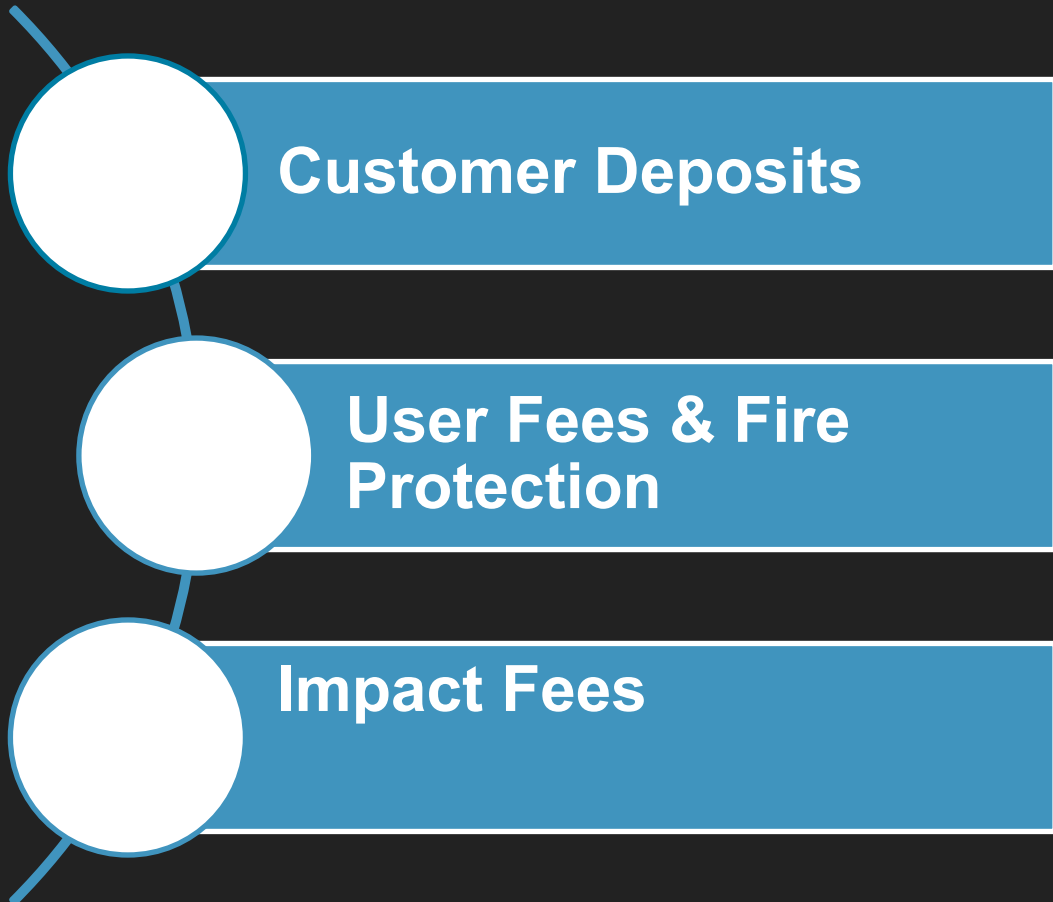 Customer Deposits
User Fees & Fire
Protection
Impact Fees